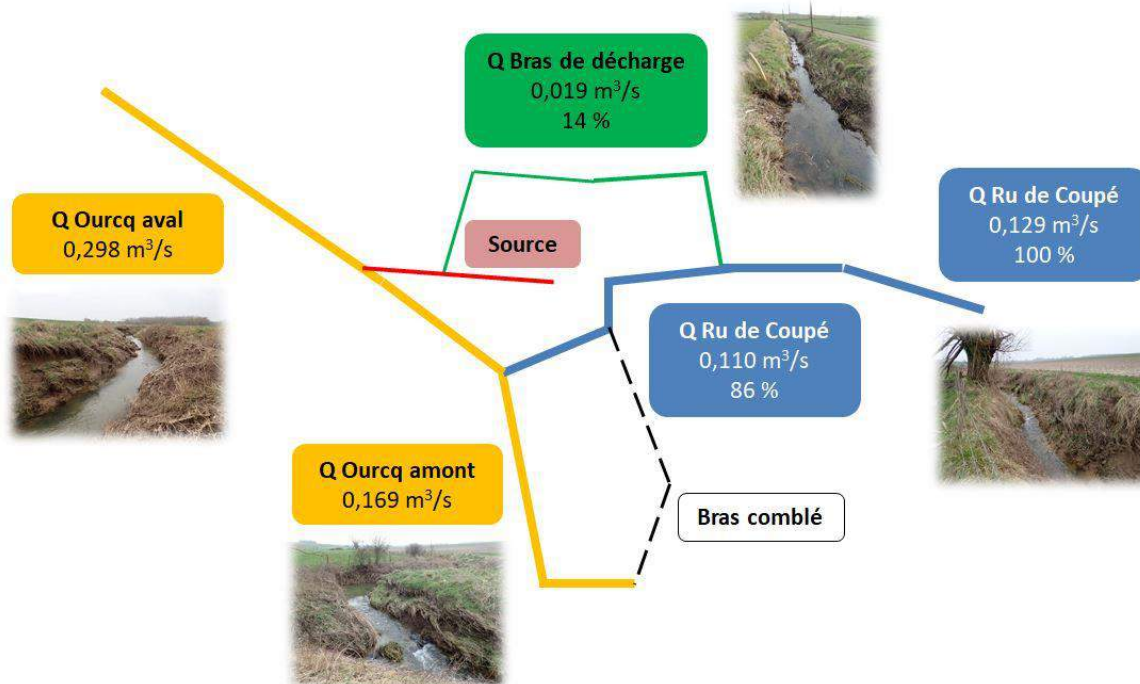 Q Bras de décharge
0,019 m³/s
14 %
Q Ourcq aval
0,298 m³/s
Source
Q Ru de Coupé
0,129 m³/s
100 %
Q Ru de Coupé
0,110 m³/s
86 %
Q Ourcq amont
0,169 m³/s
Bras comblé